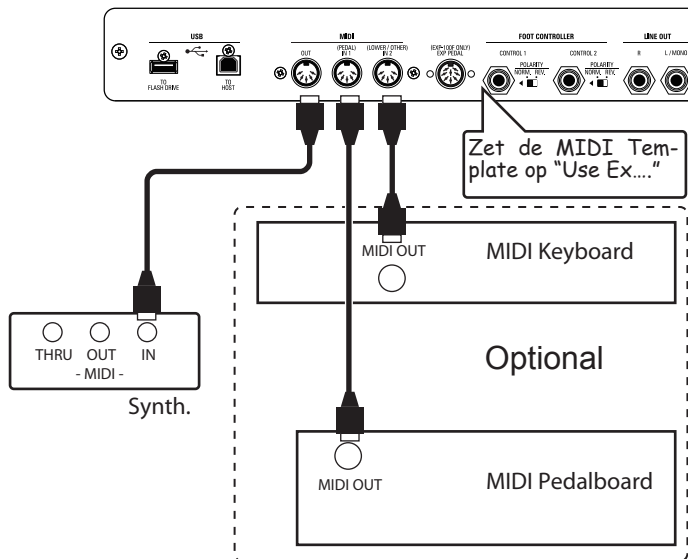 USB
MIDI
FOOT CONTROLLER
LINE OUT
OUT
(PEDAL)
IN 1
(LOWER / OTHER)
IN 2
(EXP-100F ONLY)
EXP PEDAL
CONTROL 1
CONTROL 2
R
L / MONO
POLARITY
NORM. REV.
POLARITY
NORM. REV.
TO
FLASH DRIVE
TO
HOST
Zet de MIDI Tem-
plate op “Use Ex....”
MIDI OUT
MIDI Keyboard
THRU OUT IN
- MIDI -
Synth.
Optional
MIDI OUT
MIDI Pedalboard